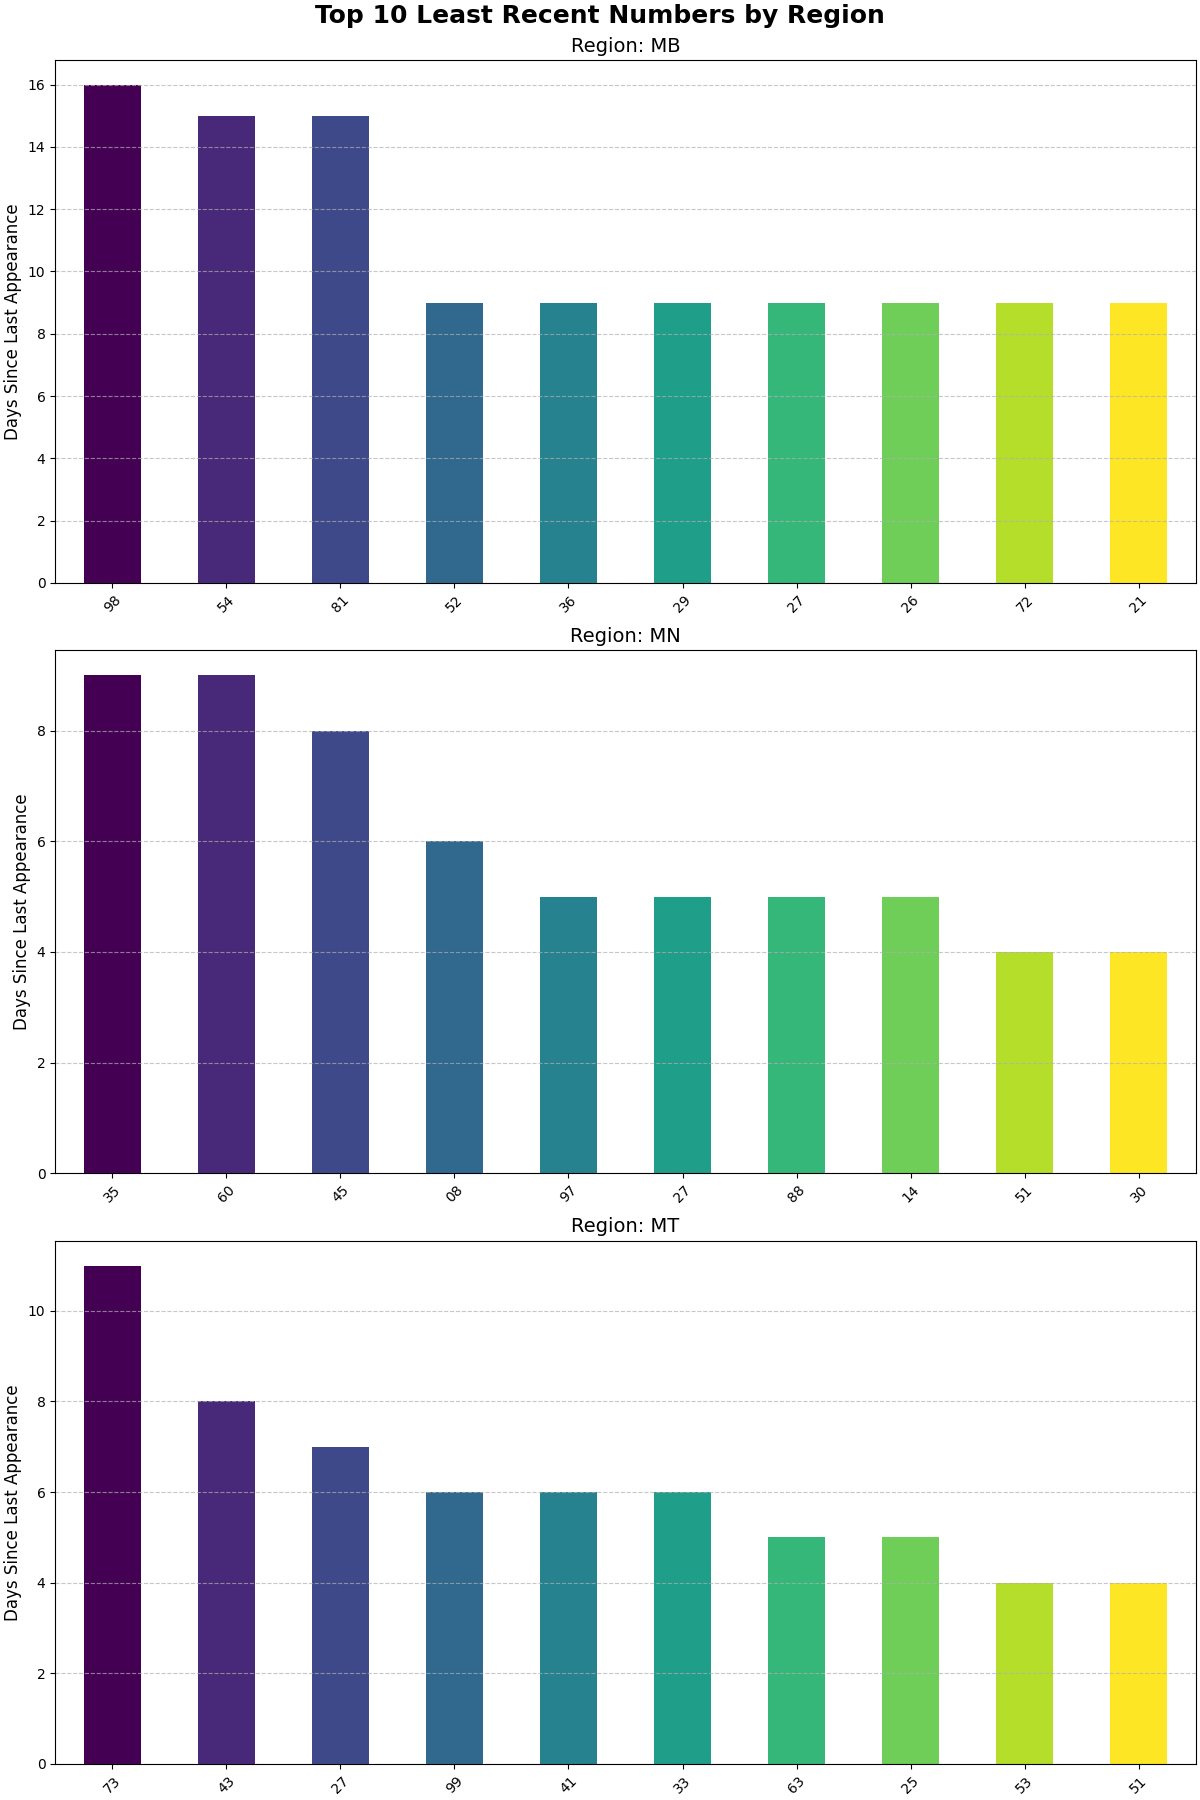 Top 10 Least Recent Numbers by Region
Region: MB
Days Since Last Appearance
16
14
12
10
8
6
4
2
0
98 54 81 52 36 29 27 26 72 21
Region: MN
Days Since Last Appearance
8
6
4
2
0
35 60 45 08 97 27 88 14 51 30
Region: MT
Days Since Last Appearance
10
8
6
4
2
0
73 43 27 99 41 33 63 25 53 51